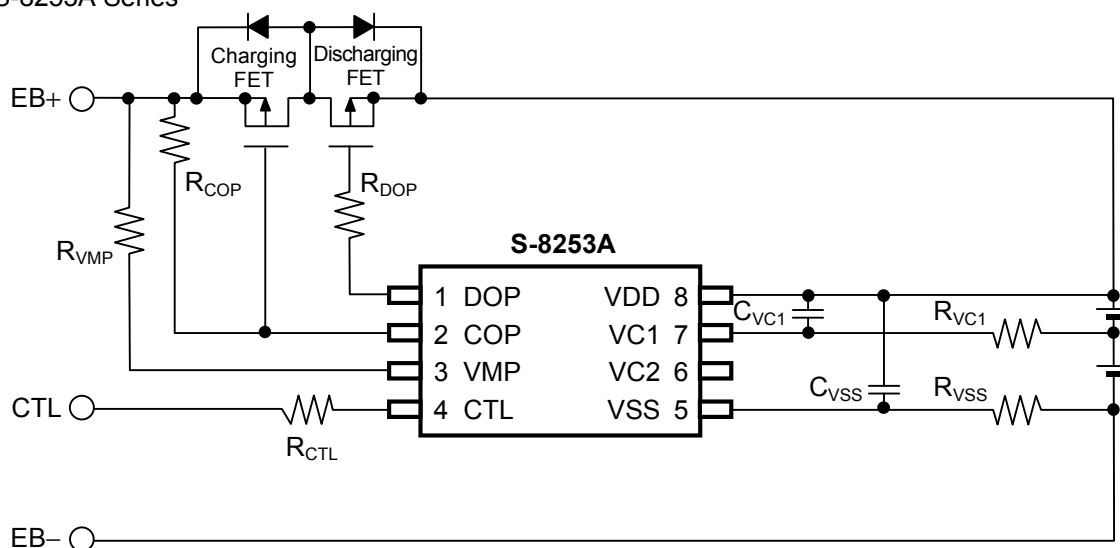 S-8253A Series
Charging
FET
Discharging
FET
EB+
RCOP
RDOP
RVMP
S-8253A
1 DOP
VDD 8
2 COP
VC1 7
3 VMP
VC2 6
4 CTL
VSS 5
CVC1
RVC1
CVSS
RVSS
CTL
RCTL
EB−